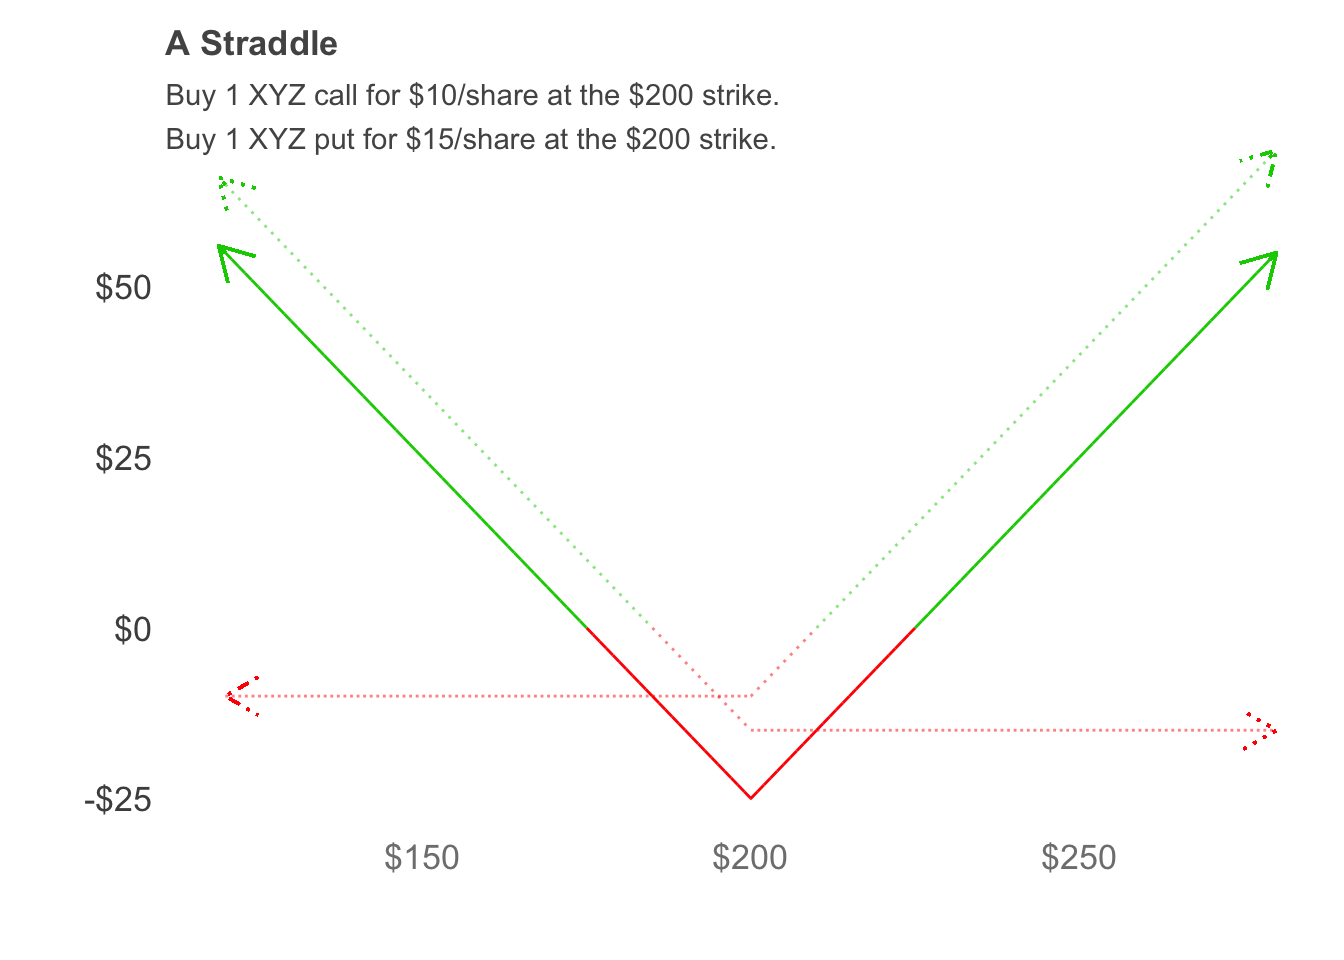 A Straddle
Buy 1 XYZ call for $10/share at the $200 strike.
Buy 1 XYZ put for $15/share at the $200 strike.
$50
$25
$0
-$25
$150 $200 $250